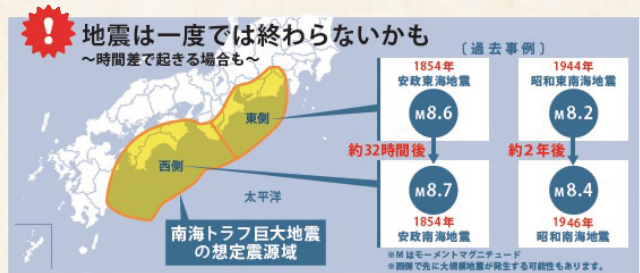 地震は一度では終わらないかも
～時間差で起きる場合も～
〔過去事例〕
1854年
安政東海地震
M8.6
約32時間後
M8.7
1854年
安政南海地震
1944年
昭和東南海地震
M8.2
約2年後
M8.4
1946年
昭和南海地震
東側
西側
太平洋
南海トラフ巨大地震
の想定震源域
※M はモーメントマグニチュード
※西側で先に大規模地震が発生する可能性もあります。